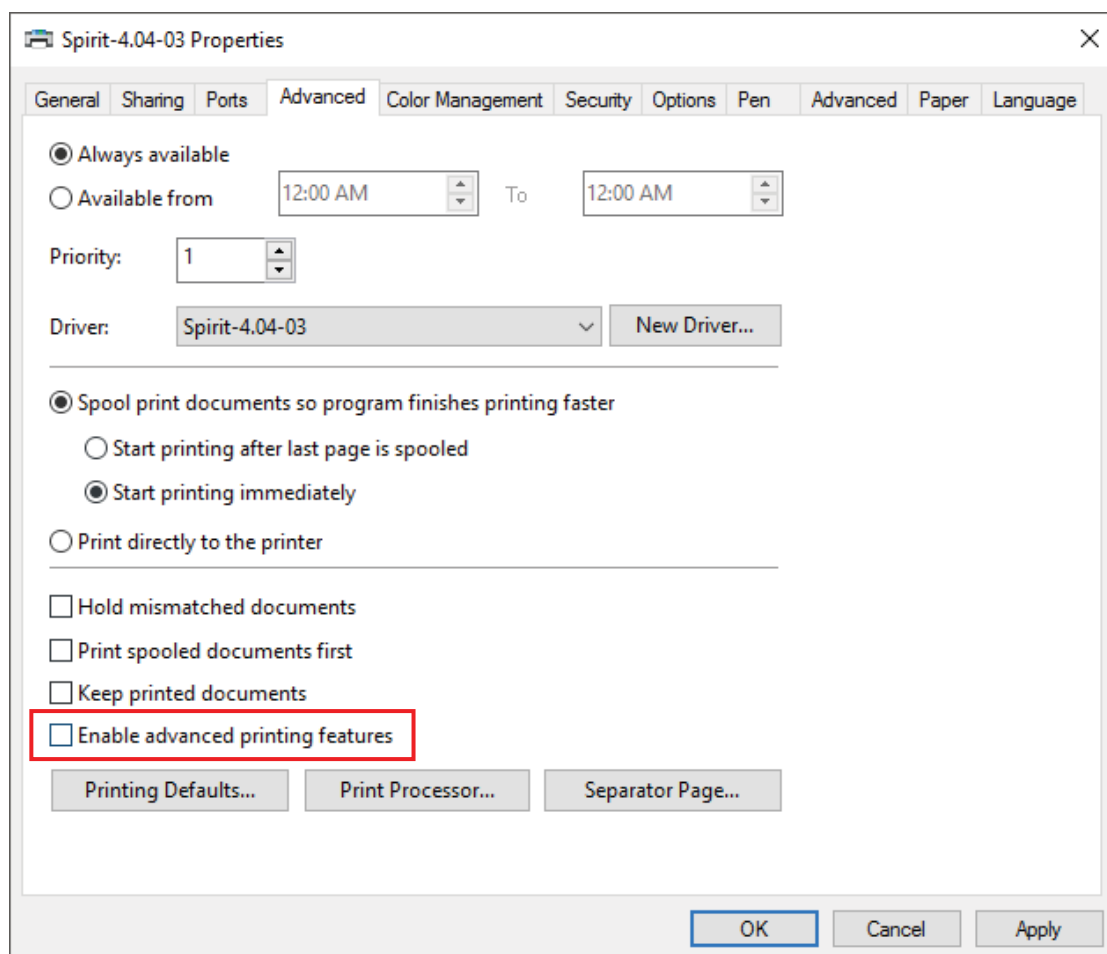 Spirit-4.04-03 Properties
General Sharing Ports Advanced Color Management Security Options Pen Advanced Paper Language
Always available
Available from 12:00 AM To 12:00 AM
Priority: 1
Driver: Spirit-4.04-03 New Driver...
Spool print documents so program finishes printing faster
Start printing after last page is spooled
Start printing immediately
Print directly to the printer
Hold mismatched documents
Print spooled documents first
Keep printed documents
Enable advanced printing features
Printing Defaults... Print Processor... Separator Page...
OK Cancel Apply